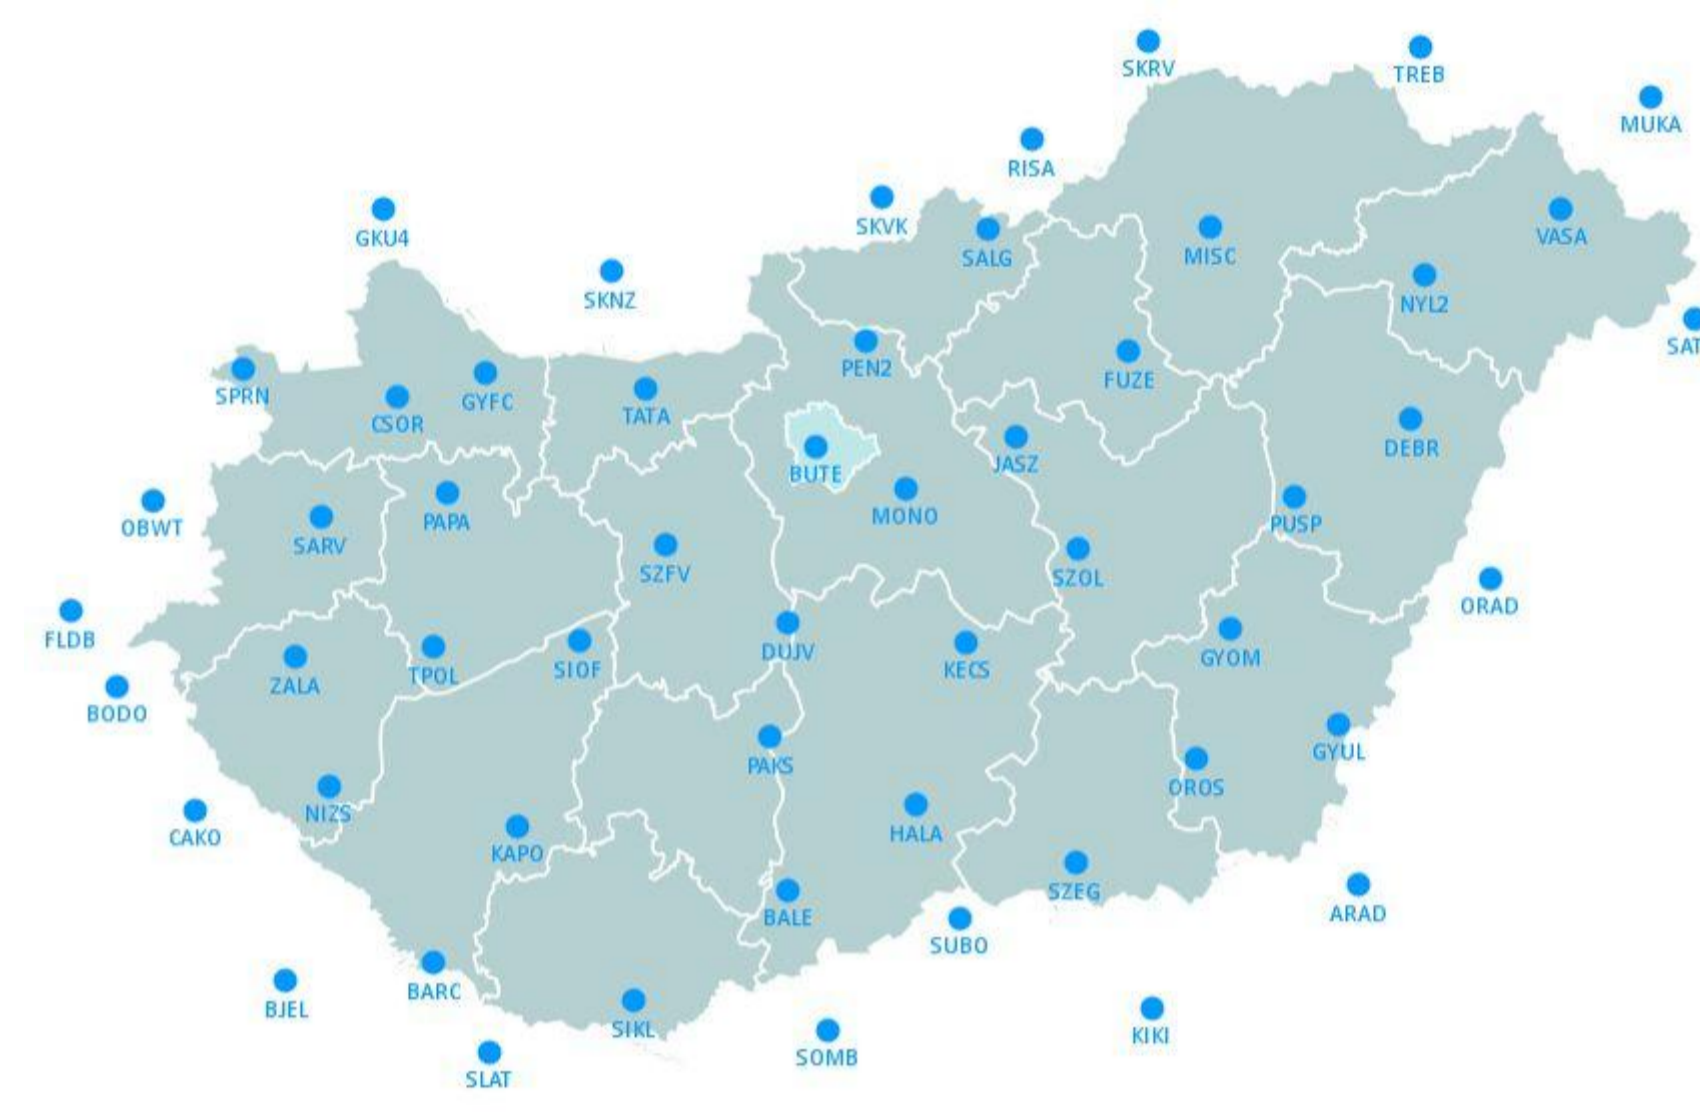 SKRV
TREB
MUKA
RISA
SKVK
GKU4
SALG
MISC
VASA
SKNZ
NYL2
SAT
PEN2
FUZE
SPRN
GYFC
TATA
CSOR
DEBR
BUTE
JASZ
OBWT
PAPA
MONO
PUSP
SARV
SZFV
SZOL
ORAD
FLDB
DUJV
GYOM
KECS
SIOF
TPOL
ZALA
BODO
GYUL
PAKS
OROS
NIZS
CAKO
HALA
KAPO
SZEG
ARAD
BALE
SUBO
BARC
BJEL
SIKL
KIKI
SOMB
SLAT